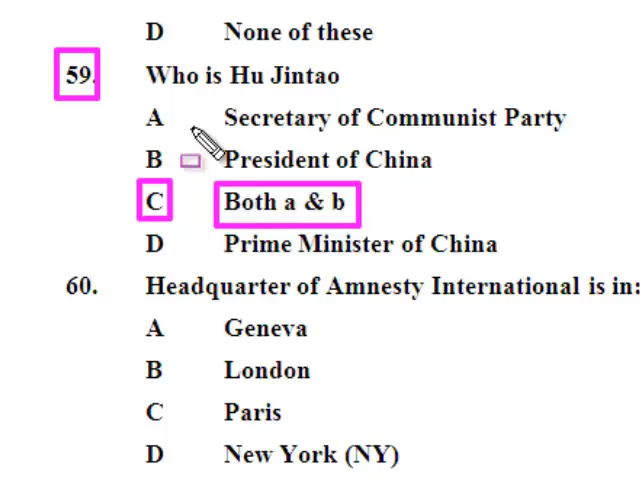 D None of these
59. Who is Hu Jintao
A Secretary of Communist Party
B President of China
C Both a & b
D Prime Minister of China
60. Headquarter of Amnesty International is in:
A Geneva
B London
C Paris
D New York (NY)